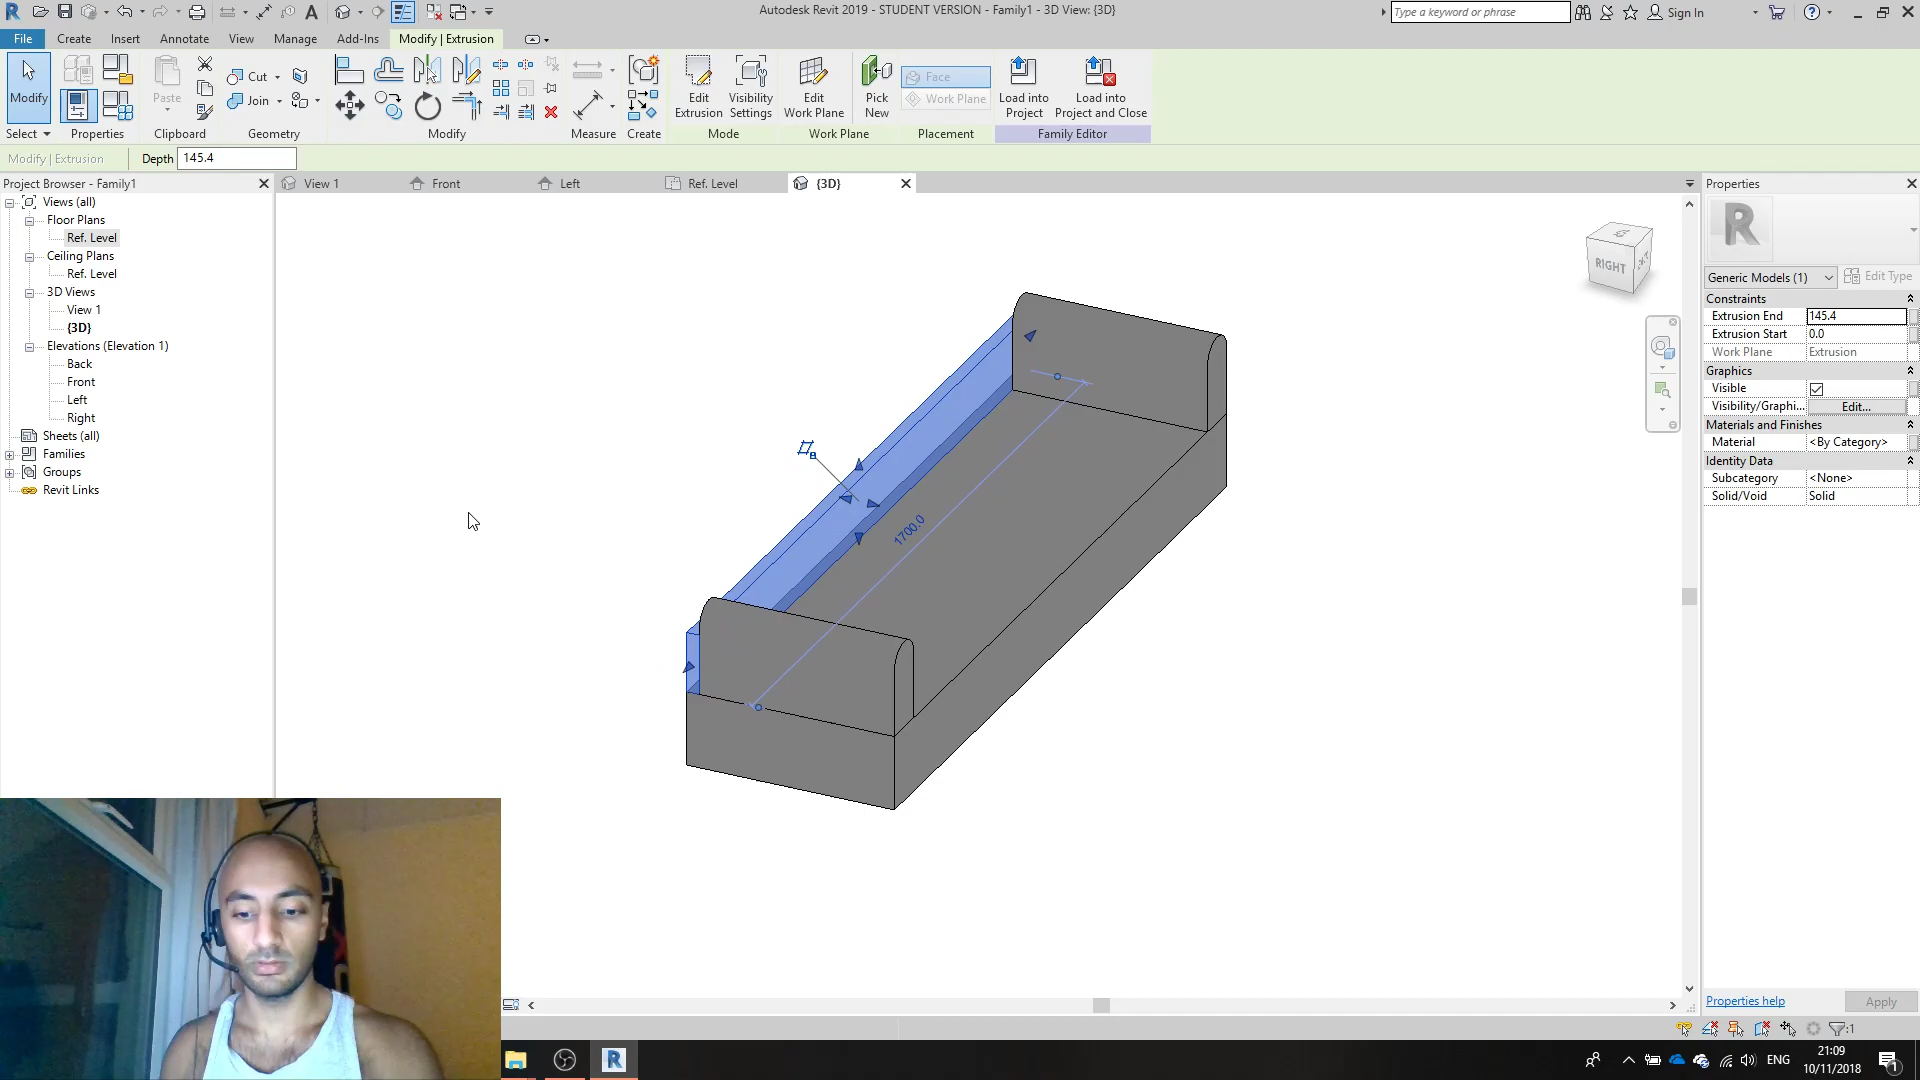 Autodesk Revit 2019 - STUDENT VERSION - Family1 - 3D View: {3D}
Type a keyword or phrase
Sign In
File
Create
Insert
Annotate
View
Manage
Add-Ins
Modify | Extrusion
Modify
Paste
Cut
Join
Edit
Extrusion
Visibility
Settings
Edit
Work Plane
Pick
New
Face
Work Plane
Load into
Project
Load into
Project and Close
Select
Properties
Clipboard
Geometry
Modify
Measure
Create
Mode
Work Plane
Placement
Family Editor
Modify | Extrusion
Depth
145.4
Project Browser - Family1
View 1
Front
Left
Ref. Level
{3D}
Properties
Views (all)
Floor Plans
Ref. Level
Ceiling Plans
Ref. Level
3D Views
View 1
{3D}
Elevations (Elevation 1)
Back
Front
Left
Right
Sheets (all)
Families
Groups
Revit Links
RIGHT
1700.0
Generic Models (1)
Edit Type
Constraints
Extrusion End
145.4
Extrusion Start
0.0
Work Plane
Extrusion
Graphics
Visible
Visibility/Graphi...
Edit...
Materials and Finishes
Material
<By Category>
Identity Data
Subcategory
<None>
Solid/Void
Solid
Properties help
Apply
:1
ENG
21:09
10/11/2018
1